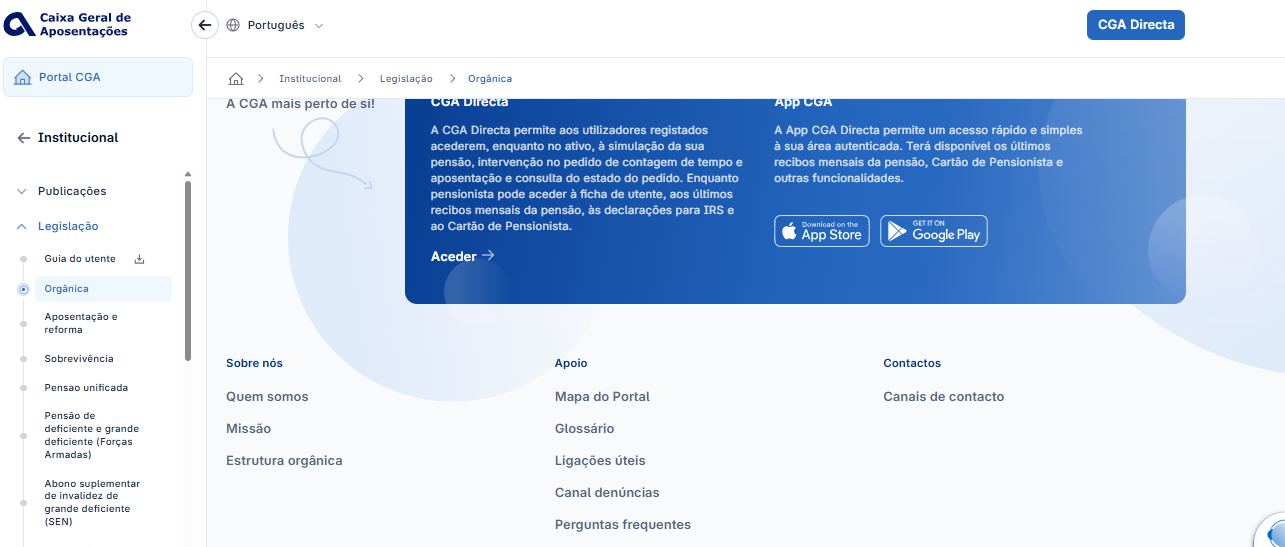 Caixa Geral de
Aposentações
Português
CGA Directa
Portal CGA
Institucional
Legislação
Orgânica
Institucional
Publicações
Legislação
Guia do utente
Orgânica
Aposentação e
reforma
Sobrevivência
Pensao unificada
Pensão de
deficiente e grande
deficiente (Forças
Armadas)
Abono suplementar
de invalidez de
grande deficiente
(SEN)
A CGA mais perto de si!
CGA Directa
A CGA Directa permite aos utilizadores registados
acederem, enquanto no ativo, à simulação da sua
pensão, intervenção no pedido de contagem de tempo e
aposentação e consulta do estado do pedido. Enquanto
pensionista pode aceder à ficha de utente, aos últimos
recibos mensais da pensão, às declarações para IRS e
ao Cartão de Pensionista.
Aceder
App CGA
A App CGA Directa permite um acesso rápido e simples
à sua área autenticada. Terá disponível os últimos
recibos mensais da pensão, Cartão de Pensionista e
outras funcionalidades.
Download on the
App Store
GET IT ON
Google Play
Sobre nós
Quem somos
Missão
Estrutura orgânica
Apoio
Mapa do Portal
Glossário
Ligações úteis
Canal denúncias
Perguntas frequentes
Contactos
Canais de contacto